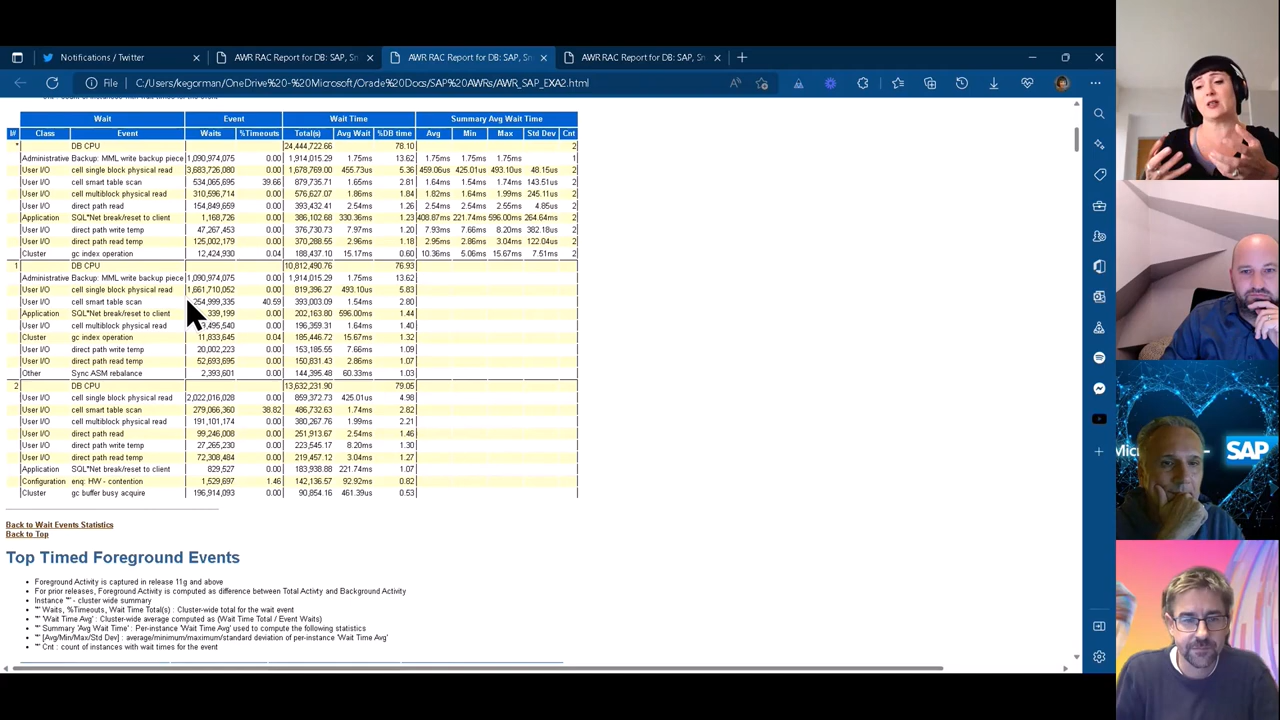 Notifications / Twitter
AWR RAC Report for DB: SAP, Sn
AWR RAC Report for DB: SAP, Sn
AWR RAC Report for DB: SAP, Sn
File
C:/Users/kegorman/OneDrive%20-%20Microsoft/Oracle%20Docs/SAP%20AWRs/AWR_SAP_EXA2.html
Wait Event Wait Time Summary Avg Wait Time
I# Class Event Waits %Timeouts Total(s) Avg Wait %DB time Avg Min Max Std Dev Cnt
* DB CPU 24,444,722.66 78.10 2
Administrative Backup: MML write backup piece 1,090,974,075 0.00 1,914,015.29 1.75ms 13.62 1.75ms 1.75ms 1.75ms 1
User I/O cell single block physical read 3,683,726,080 0.00 1,678,769.00 455.73us 5.36 459.06us 425.01us 493.10us 48.15us 2
User I/O cell smart table scan 534,065,695 39.66 879,735.71 1.65ms 2.81 1.64ms 1.54ms 1.74ms 143.51us 2
User I/O cell multiblock physical read 310,596,714 0.00 576,627.07 1.86ms 1.84 1.82ms 1.64ms 1.99ms 245.11us 2
User I/O direct path read 154,849,659 0.00 393,432.41 2.54ms 1.26 2.54ms 2.54ms 2.55ms 4.85us 2
Application SQL*Net break/reset to client 1,168,726 0.00 386,102.68 330.36ms 1.23 408.87ms 221.74ms 596.00ms 264.64ms 2
User I/O direct path write temp 47,267,453 0.00 376,730.73 7.97ms 1.20 7.93ms 7.66ms 8.20ms 382.18us 2
User I/O direct path read temp 125,002,179 0.00 370,288.55 2.96ms 1.18 2.95ms 2.86ms 3.04ms 122.04us 2
Cluster gc index operation 12,424,930 0.04 188,437.10 15.17ms 0.60 10.36ms 5.06ms 15.67ms 7.51ms 2
1 DB CPU 10,812,490.76 76.93
Administrative Backup: MML write backup piece 1,090,974,075 0.00 1,914,015.29 1.75ms 13.62
User I/O cell single block physical read 1,661,710,052 0.00 819,396.27 493.10us 5.83
User I/O cell smart table scan 254,999,335 40.59 393,003.09 1.54ms 2.80
Application SQL*Net break/reset to client 339,199 0.00 202,163.80 596.00ms 1.44
User I/O cell multiblock physical read 495,540 0.00 196,359.31 1.64ms 1.40
Cluster gc index operation 11,833,645 0.04 185,446.72 15.67ms 1.32
User I/O direct path write temp 20,002,223 0.00 153,185.55 7.66ms 1.09
User I/O direct path read temp 52,693,695 0.00 150,831.43 2.86ms 1.07
Other Sync ASM rebalance 2,393,601 0.00 144,395.48 60.33ms 1.03
2 DB CPU 13,632,231.90 79.05
User I/O cell single block physical read 2,022,016,028 0.00 859,372.73 425.01us 4.98
User I/O cell smart table scan 279,066,360 38.82 486,732.63 1.74ms 2.82
User I/O cell multiblock physical read 191,101,174 0.00 380,267.76 1.99ms 2.21
User I/O direct path read 99,246,008 0.00 251,913.67 2.54ms 1.46
User I/O direct path write temp 27,265,230 0.00 223,545.17 8.20ms 1.30
User I/O direct path read temp 72,308,484 0.00 219,457.12 3.04ms 1.27
Application SQL*Net break/reset to client 829,527 0.00 183,938.88 221.74ms 1.07
Configuration enq: HW - contention 1,529,697 1.46 142,136.57 92.92ms 0.82
Cluster gc buffer busy acquire 196,914,093 0.00 90,854.16 461.39us 0.53
Back to Wait Events Statistics
Back to Top
Top Timed Foreground Events
• Foreground Activity is captured in release 11g and above
• For prior releases, Foreground Activity is computed as difference between Total Activty and Background Activity
• Instance '*' - cluster wide summary
• '*' Waits, %Timeouts, Wait Time Total(s) : Cluster-wide total for the wait event
• '*' 'Wait Time Avg' : Cluster-wide average computed as (Wait Time Total / Event Waits)
• '*' Summary 'Avg Wait Time' : Per-instance 'Wait Time Avg' used to compute the following statistics
• '*' [Avg/Min/Max/Std Dev] : average/minimum/maximum/standard deviation of per-instance 'Wait Time Avg'
• '*' Cnt : count of instances with wait times for the event
SAP